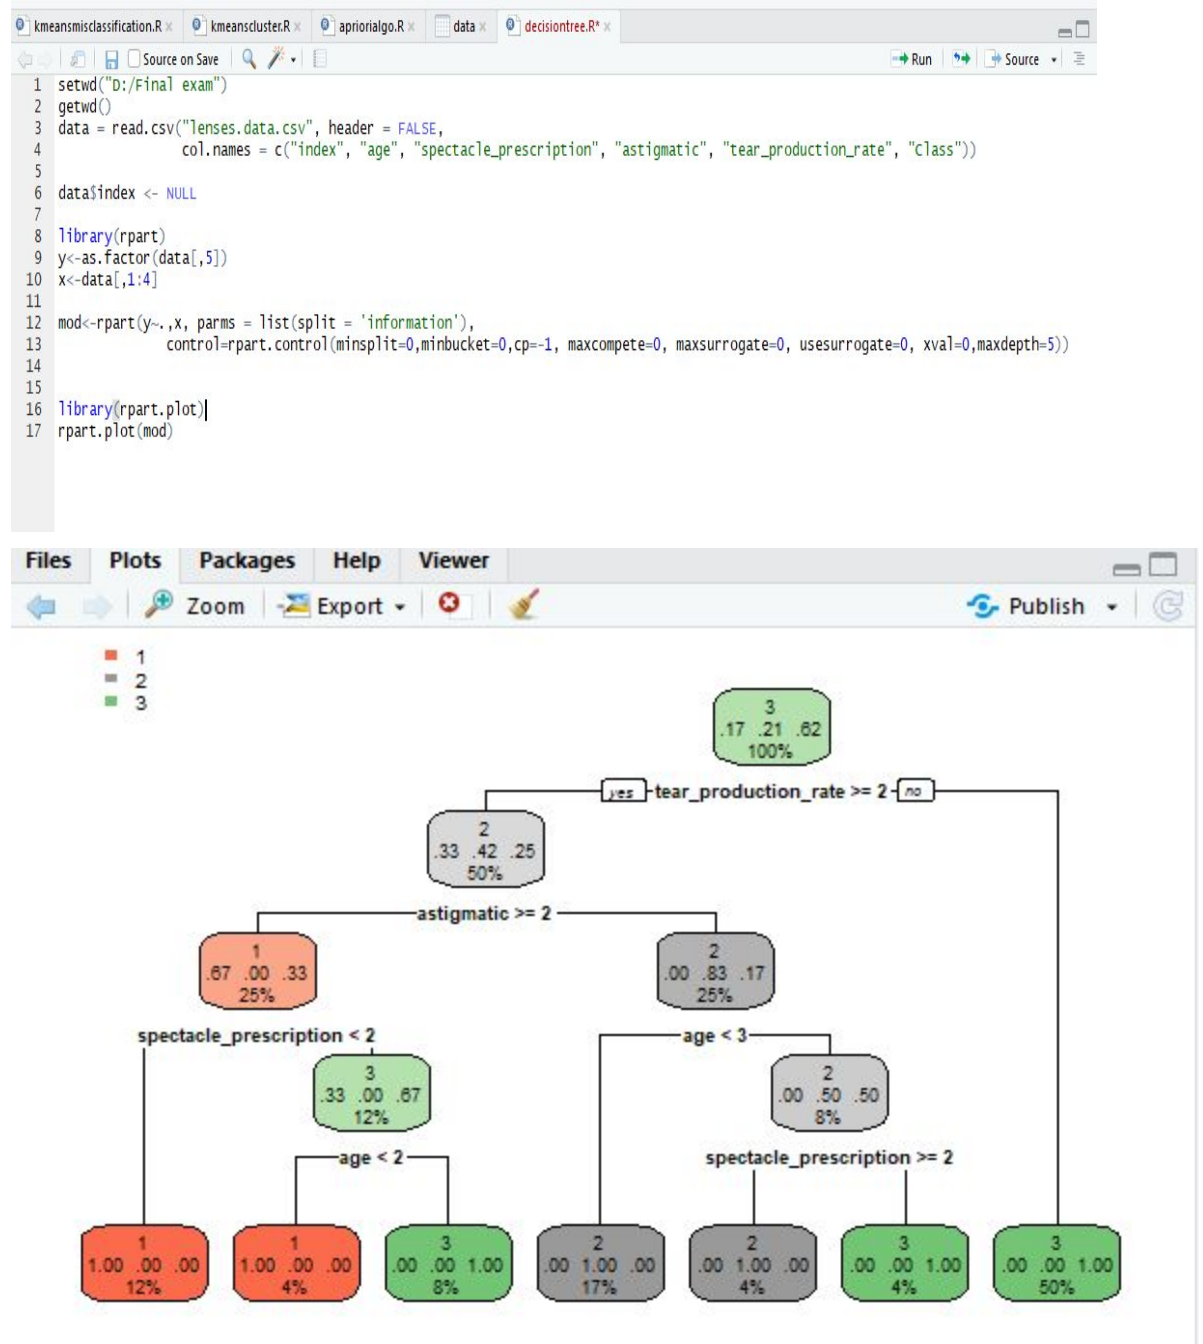 kmeansmisclassification.R × kmeanscluster.R × apriorialgo.R × data × decisiontree.R* ×
Source on Save Run Source
1 setwd("D:/Final exam")
2 getwd()
3 data = read.csv("lenses.data.csv", header = FALSE,
4 col.names = c("index", "age", "spectacle_prescription", "astigmatic", "tear_production_rate", "Class"))
5
6 data$index <- NULL
7
8 library(rpart)
9 y<-as.factor(data[,5])
10 x<-data[,1:4]
11
12 mod<-rpart(y~.,x, parms = list(split = 'information'),
13 control=rpart.control(minsplit=0,minbucket=0,cp=-1, maxcompete=0, maxsurrogate=0, usesurrogate=0, xval=0,maxdepth=5))
14
15
16 library(rpart.plot)
17 rpart.plot(mod)
Files Plots Packages Help Viewer
Zoom Export Publish
1
2
3
3
.17 .21 .62
100%
yes tear_production_rate >= 2 no
2
.33 .42 .25
50%
astigmatic >= 2
1 2
.67 .00 .33 .00 .83 .17
25% 25%
spectacle_prescription < 2 age < 3
3 2
.33 .00 .67 .00 .50 .50
12% 8%
age < 2 spectacle_prescription >= 2
1 1 3 2 2 3 3
1.00 .00 .00 1.00 .00 .00 .00 .00 1.00 .00 1.00 .00 .00 1.00 .00 .00 .00 1.00 .00 .00 1.00
12% 4% 8% 17% 4% 4% 50%